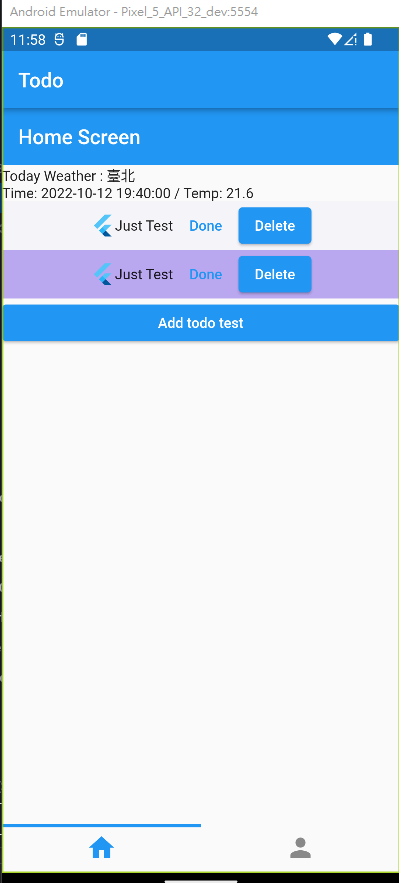 Android Emulator - Pixel_5_API_32_dev:5554
11:58
Todo
Home Screen
Today Weather : 臺北
Time: 2022-10-12 19:40:00 / Temp: 21.6
Just Test Done Delete
Just Test Done Delete
Add todo test